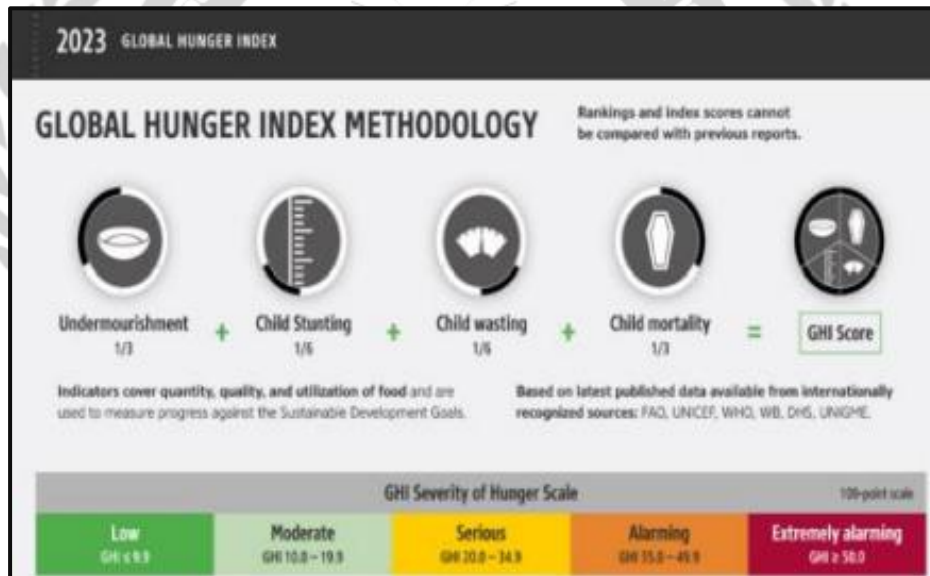 2023 GLOBAL HUNGER INDEX
GLOBAL HUNGER INDEX METHODOLOGY
Rankings and index scores cannot
be compared with previous reports.
Undermourishment
1/3
+
Child Stunting
1/6
+
Child wasting
1/6
+
Child mortality
1/3
=
GHI Score
Indicators cover quantity, quality, and utilization of food and are
used to measure progress against the Sustainable Development Goals.
Based on latest published data available from internationally
recognized sources: FAO, UNICEF, WHO, WB, DHS, UNIGME.
GHI Severity of Hunger Scale
100-point scale
Low
GHI ≤ 9.9
Moderate
GHI 10.0 – 19.9
Serious
GHI 20.0 – 34.9
Alarming
GHI 35.0 – 49.9
Extremely alarming
GHI ≥ 50.0